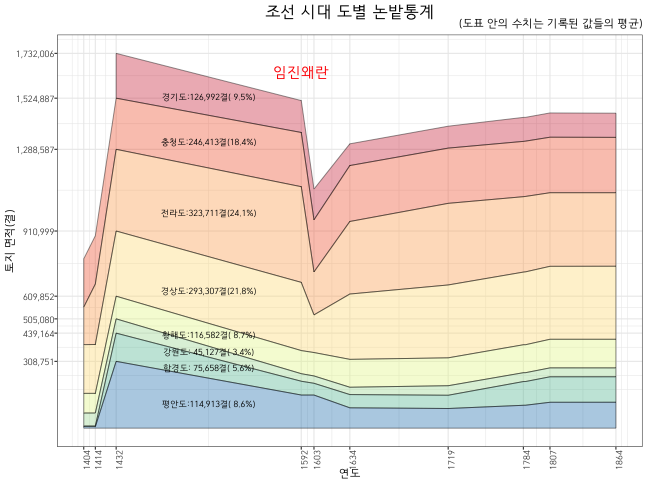 조선 시대 도별 논밭통계
(도표 안의 수치는 기록된 값들의 평균)
임진왜란
1,732,006
1,524,887
1,288,587
910,999
609,852
505,080
439,164
308,751
토지 면적(결)
경기도:126,992결( 9.5%)
충청도:246,413결(18.4%)
전라도:323,711결(24.1%)
경상도:293,307결(21.8%)
황해도:116,582결( 8.7%)
강원도: 45,127결( 3.4%)
함경도: 75,658결( 5.6%)
평안도:114,913결( 8.6%)
1404
1414
1432
1592
1603
1634
1719
1784
1807
1864
연도